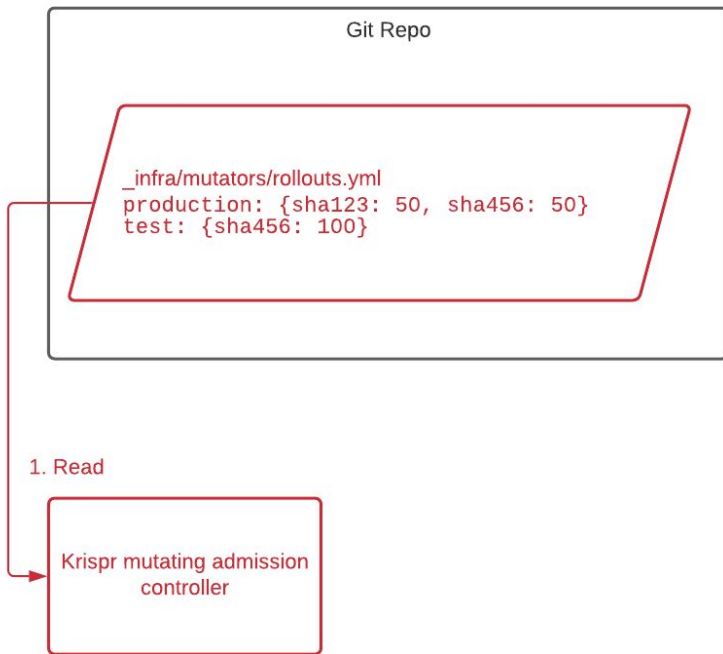 Git Repo
_infra/mutators/rollouts.yml
production: {sha123: 50, sha456: 50}
test: {sha456: 100}
1. Read
Krispr mutating admission
controller